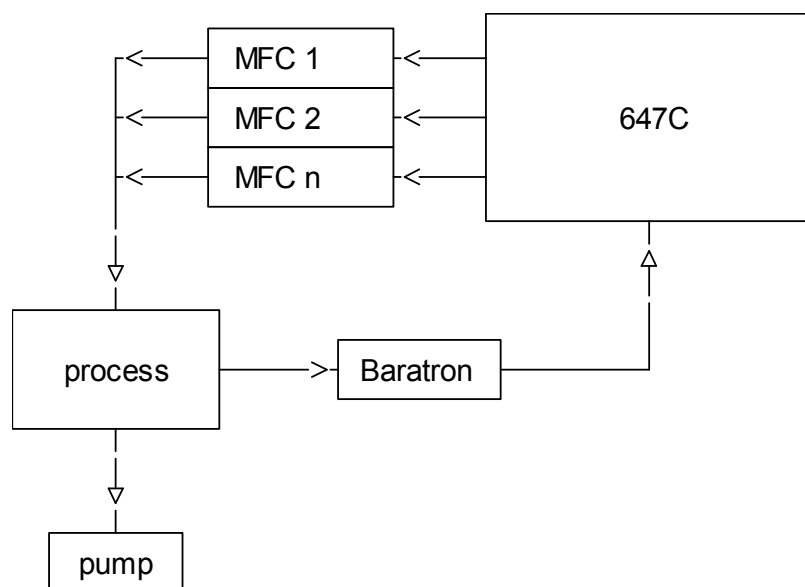 MFC 1
MFC 2
MFC n
647C
process
Baratron
pump